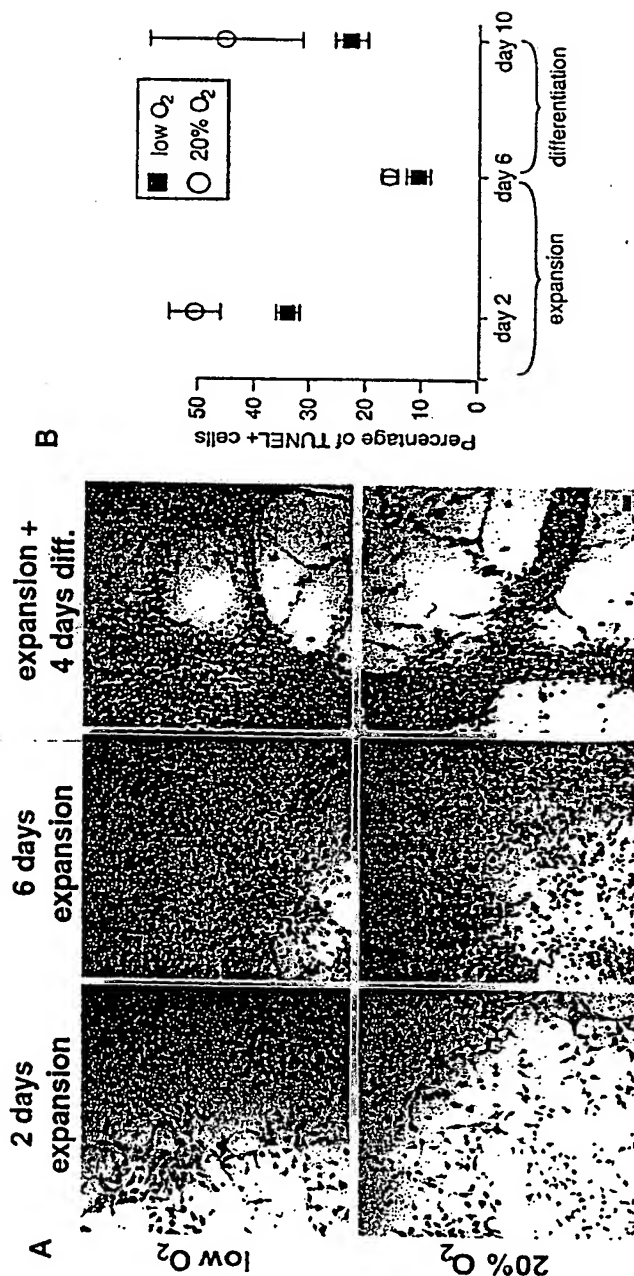 A
2 days
expansion
6 days
expansion
expansion +
4 days diff.
low O₂
20% O₂
B
low O₂
20% O₂
Percentage of TUNEL+ cells
50
40
30
20
10
0
day 2
day 6
day 10
expansion
differentiation